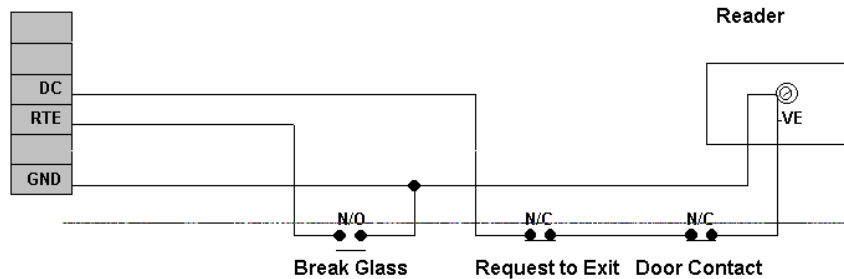 Reader
DC
RTE
-VE
GND
N/O
N/C
N/C
Break Glass
Request to Exit
Door Contact